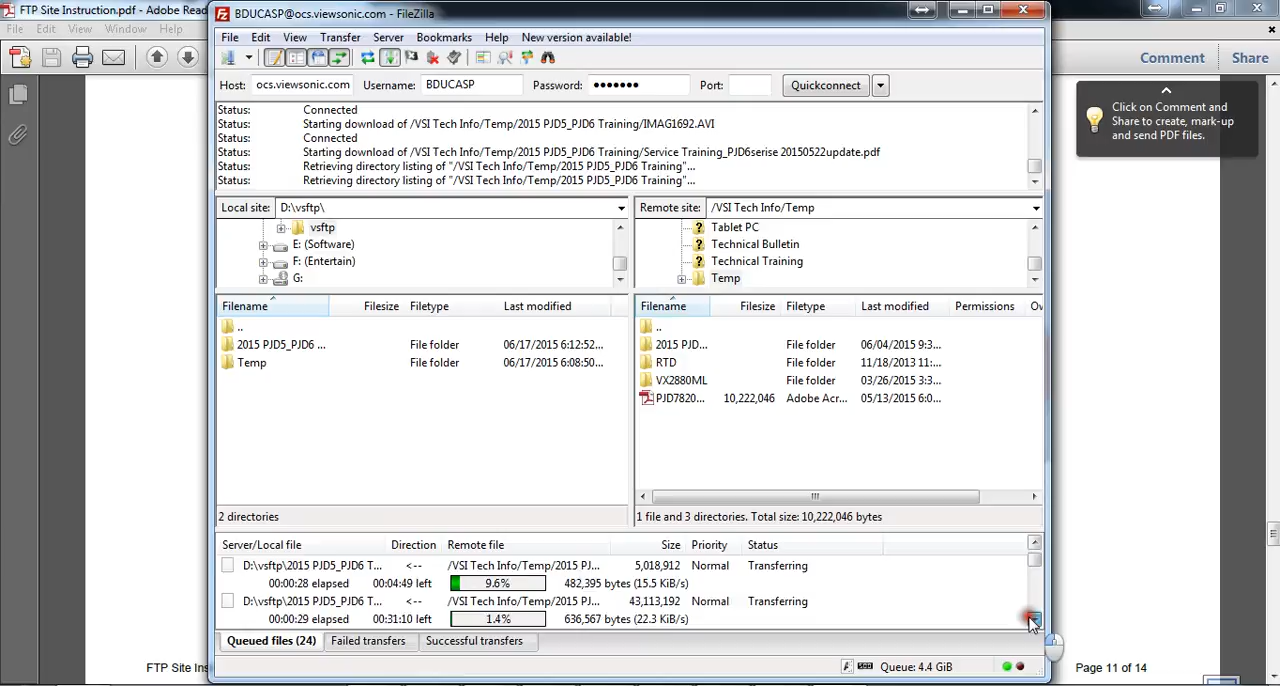 FTP Site Instruction.pdf - Adobe Read
File Edit View Window Help
Comment Share
Click on Comment and
Share to create, mark-up
and send PDF files.
BDUCASP@ocs.viewsonic.com - FileZilla
File Edit View Transfer Server Bookmarks Help New version available!
Host: ocs.viewsonic.com Username: BDUCASP Password: ●●●●●●● Port: Quickconnect
Status: Connected
Status: Starting download of /VSI Tech Info/Temp/2015 PJD5_PJD6 Training/IMAG1692.AVI
Status: Connected
Status: Starting download of /VSI Tech Info/Temp/2015 PJD5_PJD6 Training/Service Training_PJD6serise 20150522update.pdf
Status: Retrieving directory listing of "/VSI Tech Info/Temp/2015 PJD5_PJD6 Training"...
Status: Retrieving directory listing of "/VSI Tech Info/Temp/2015 PJD5_PJD6 Training"...
Local site: D:\vsftp\
vsftp
E: (Software)
F: (Entertain)
G:
Filename Filesize Filetype Last modified
..
2015 PJD5_PJD6 ... File folder 06/17/2015 6:12:52...
Temp File folder 06/17/2015 6:08:50...
2 directories
Remote site: /VSI Tech Info/Temp
Tablet PC
Technical Bulletin
Technical Training
Temp
Filename Filesize Filetype Last modified Permissions Ow
..
2015 PJD... File folder 06/04/2015 9:3...
RTD File folder 11/18/2013 11:...
VX2880ML File folder 03/26/2015 3:3...
PJD7820... 10,222,046 Adobe Acr... 05/13/2015 6:0...
1 file and 3 directories. Total size: 10,222,046 bytes
Server/Local file Direction Remote file Size Priority Status
D:\vsftp\2015 PJD5_PJD6 T... <-- /VSI Tech Info/Temp/2015 PJ... 5,018,912 Normal Transferring
00:00:28 elapsed 00:04:49 left 9.6% 482,395 bytes (15.5 KiB/s)
D:\vsftp\2015 PJD5_PJD6 T... <-- /VSI Tech Info/Temp/2015 PJ... 43,113,192 Normal Transferring
00:00:29 elapsed 00:31:10 left 1.4% 636,567 bytes (22.3 KiB/s)
Queued files (24) Failed transfers Successful transfers
Queue: 4.4 GiB
FTP Site Ins
Page 11 of 14